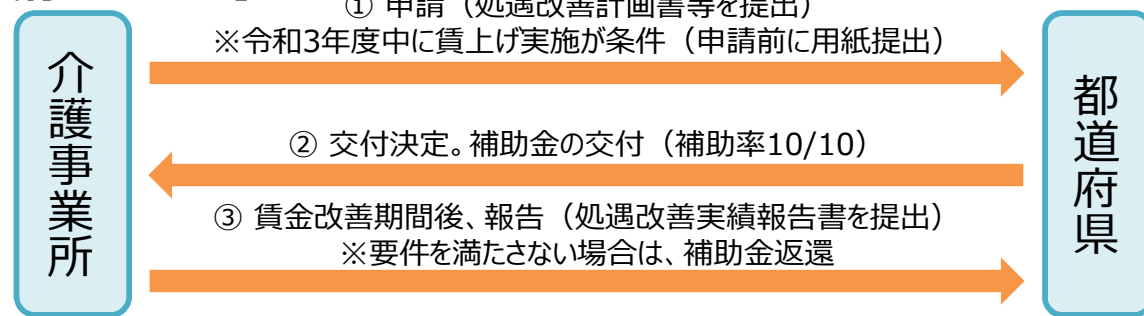 ① 申請（処遇改善計画書等を提出）
※令和3年度中に賃上げ実施が条件（申請前に用紙提出）
介護事業所
都道府県
② 交付決定。補助金の交付（補助率10/10）
③ 賃金改善期間後、報告（処遇改善実績報告書を提出）
※要件を満たさない場合は、補助金返還